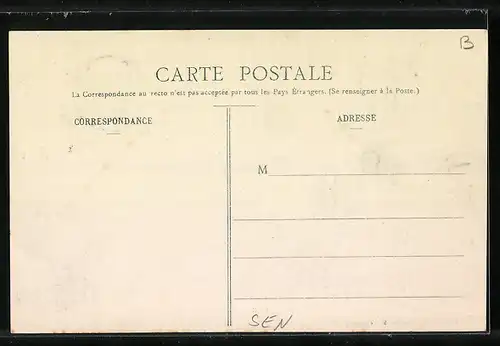 B
CARTE POSTALE
La Correspondance au recto n'est pas acceptée par tous les Pays Étrangers. (Se renseigner à la Poste.)
CORRESPONDANCE
ADRESSE
M
SEN